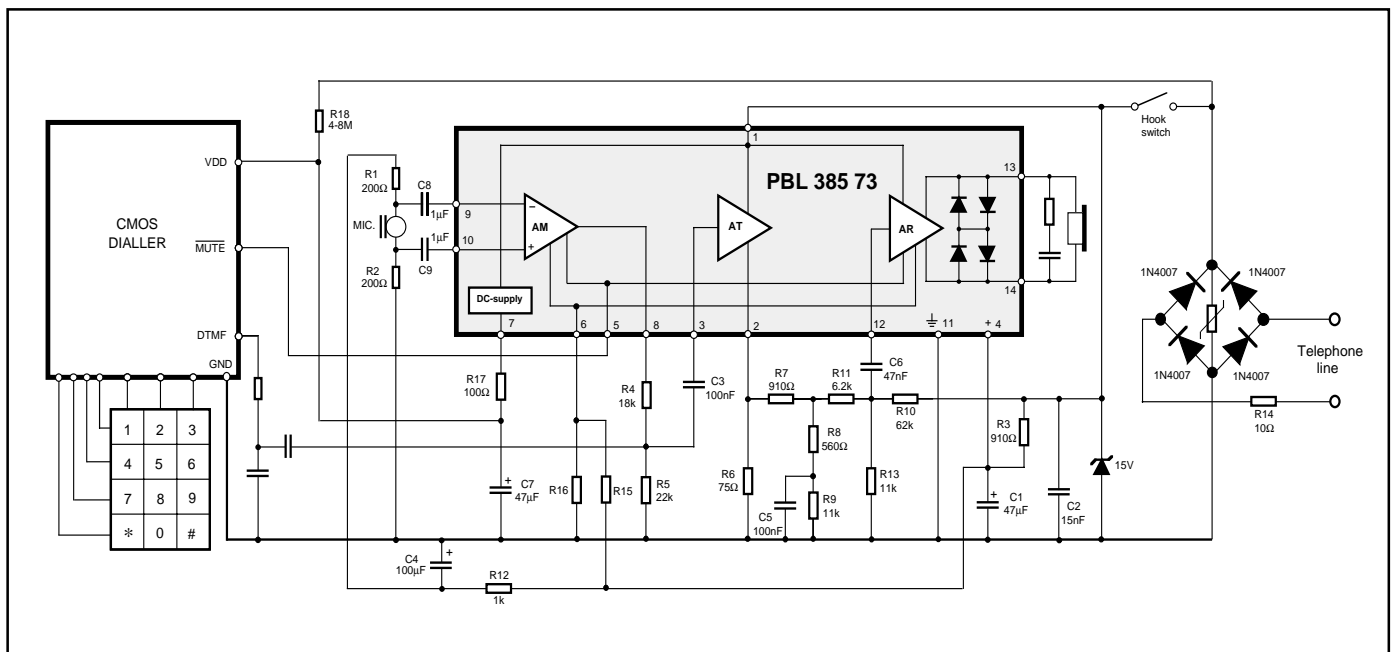 R18
4-8M
Hook
switch
1
PBL 385 73
13
VDD
R1
200Ω
C8
1µF
9
MIC.
AM
−
+
AT
AR
CMOS
DIALLER
MUTE
10
1µF
C9
R2
200Ω
14
1N4007
1N4007
DC-supply
7
6
5
8
3
2
12
11
+ 4
DTMF
GND
Telephone
line
1N4007
1N4007
R17
100Ω
R4
18k
C3
100nF
R7
910Ω
R11
6.2k
C6
47nF
R10
62k
R14
10Ω
R3
910Ω
R8
560Ω
15V
1
2
3
4
5
6
7
8
9
*
0
#
+
C7
47µF
R16
R15
R5
22k
R6
75Ω
C5
100nF
R9
11k
R13
11k
+
C1
47µF
C2
15nF
C4
100µF
+
R12
1k